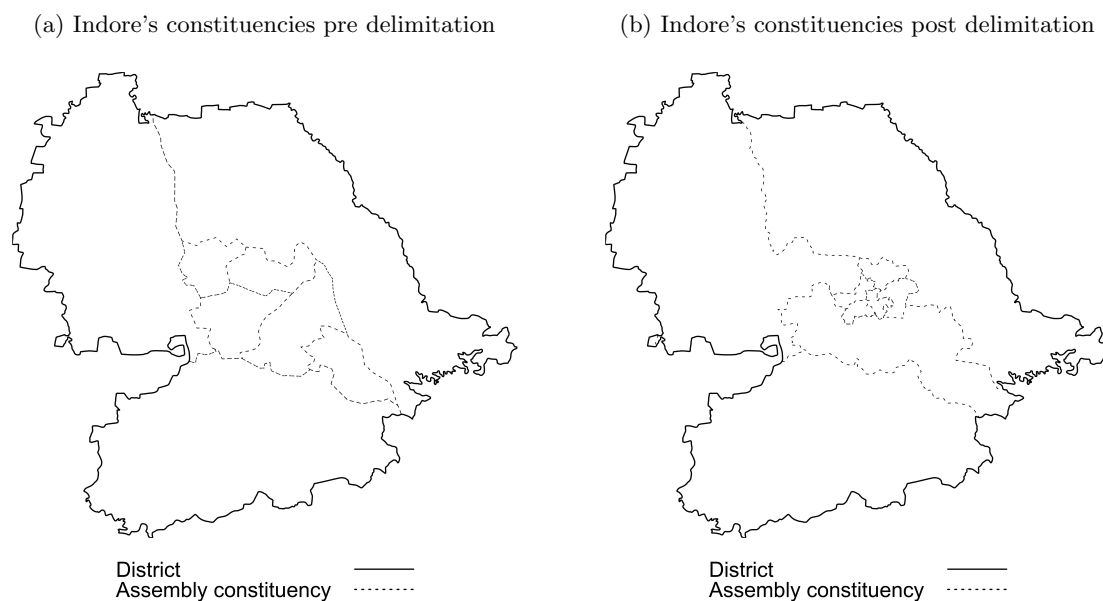 (a) Indore's constituencies pre delimitation
(b) Indore's constituencies post delimitation
District
Assembly constituency
District
Assembly constituency